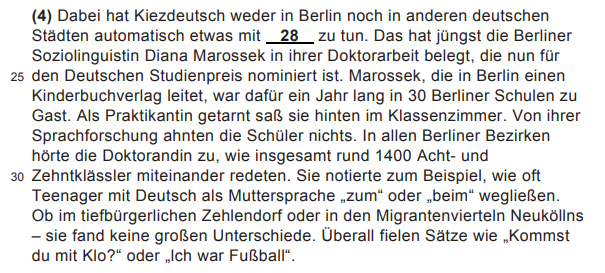 (4) Dabei hat Kiezdeutsch weder in Berlin noch in anderen deutschen
Städten automatisch etwas mit 28 zu tun. Das hat jüngst die Berliner
Soziolinguistin Diana Marossek in ihrer Doktorarbeit belegt, die nun für
25 den Deutschen Studienpreis nominiert ist. Marossek, die in Berlin einen
Kinderbuchverlag leitet, war dafür ein Jahr lang in 30 Berliner Schulen zu
Gast. Als Praktikantin getarnt saß sie hinten im Klassenzimmer. Von ihrer
Sprachforschung ahnten die Schüler nichts. In allen Berliner Bezirken
hörte die Doktorandin zu, wie insgesamt rund 1400 Acht- und
30 Zehntklässler miteinander redeten. Sie notierte zum Beispiel, wie oft
Teenager mit Deutsch als Muttersprache „zum“ oder „beim“ wegließen.
Ob im tiefbürgerlichen Zehlendorf oder in den Migrantenvierteln Neuköllns
– sie fand keine großen Unterschiede. Überall fielen Sätze wie „Kommst
du mit Klo?“ oder „Ich war Fußball“.